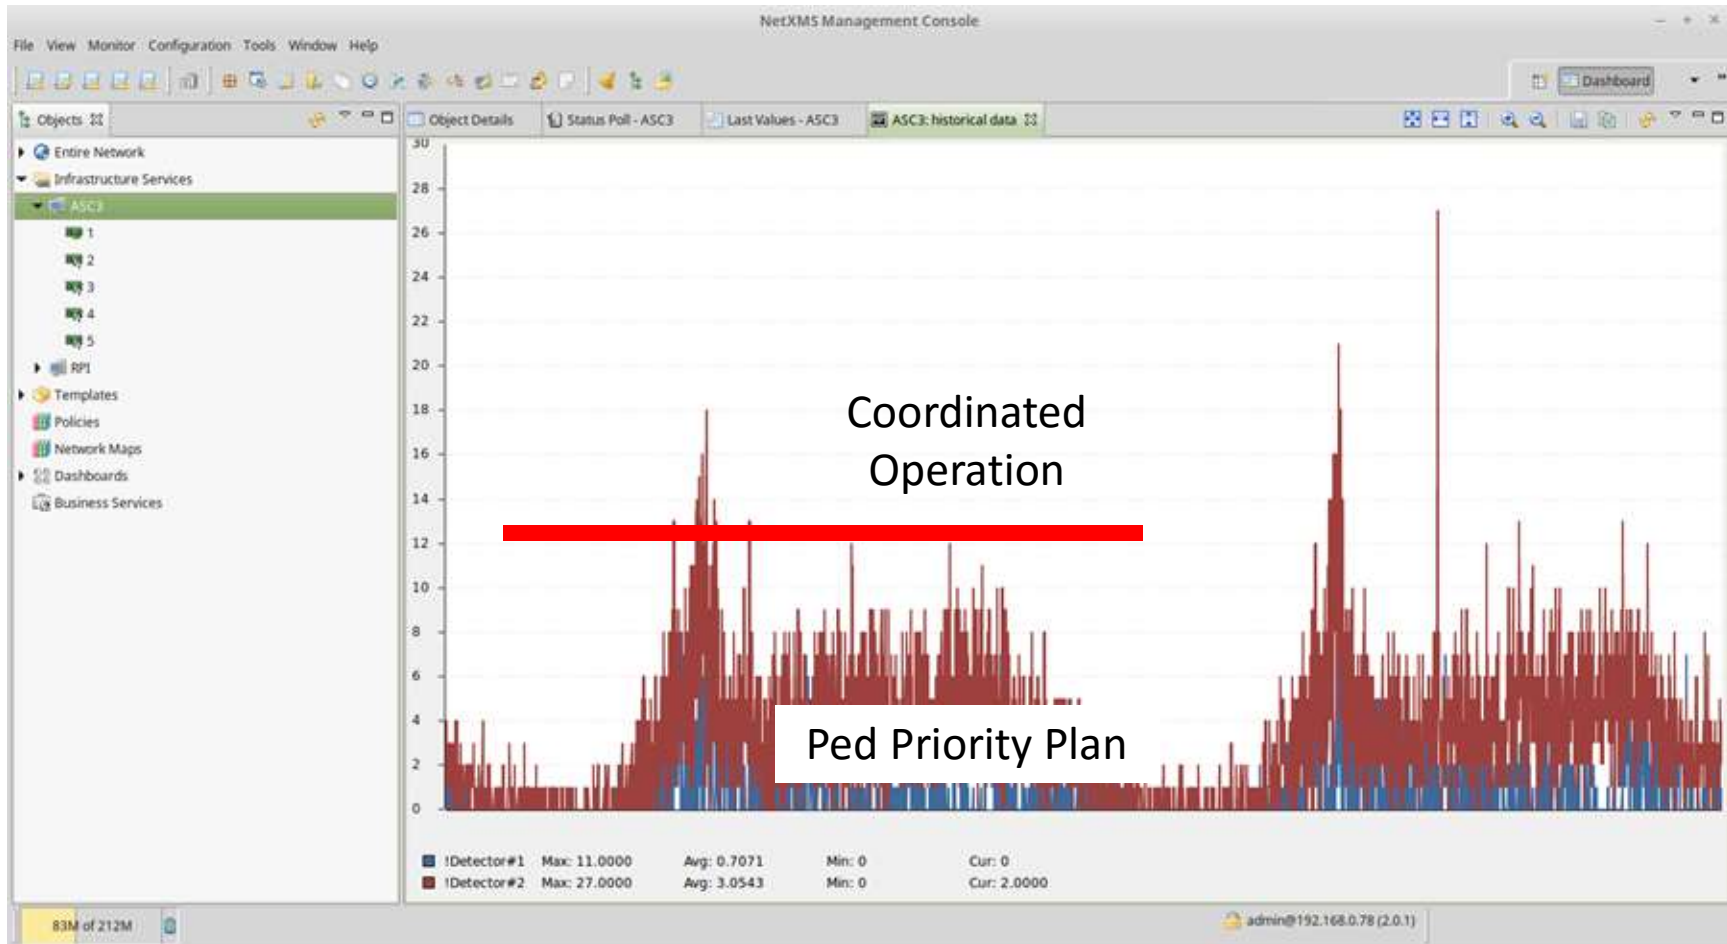 NetXMS Management Console
File View Monitor Configuration Tools Window Help
Dashboard
Objects
Object Details
Status Poll - ASC3
Last Values - ASC3
ASC3: historical data
Entire Network
Infrastructure Services
ASC3
1
2
3
4
5
RPI
Templates
Policies
Network Maps
Dashboards
Business Services
30
28
26
24
22
20
18
16
14
12
10
8
6
4
2
0
Coordinated
Operation
Ped Priority Plan
!Detector#1 Max: 11.0000 Avg: 0.7071 Min: 0 Cur: 0
!Detector#2 Max: 27.0000 Avg: 3.0543 Min: 0 Cur: 2.0000
83M of 212M
admin@192.168.0.78 (2.0.1)